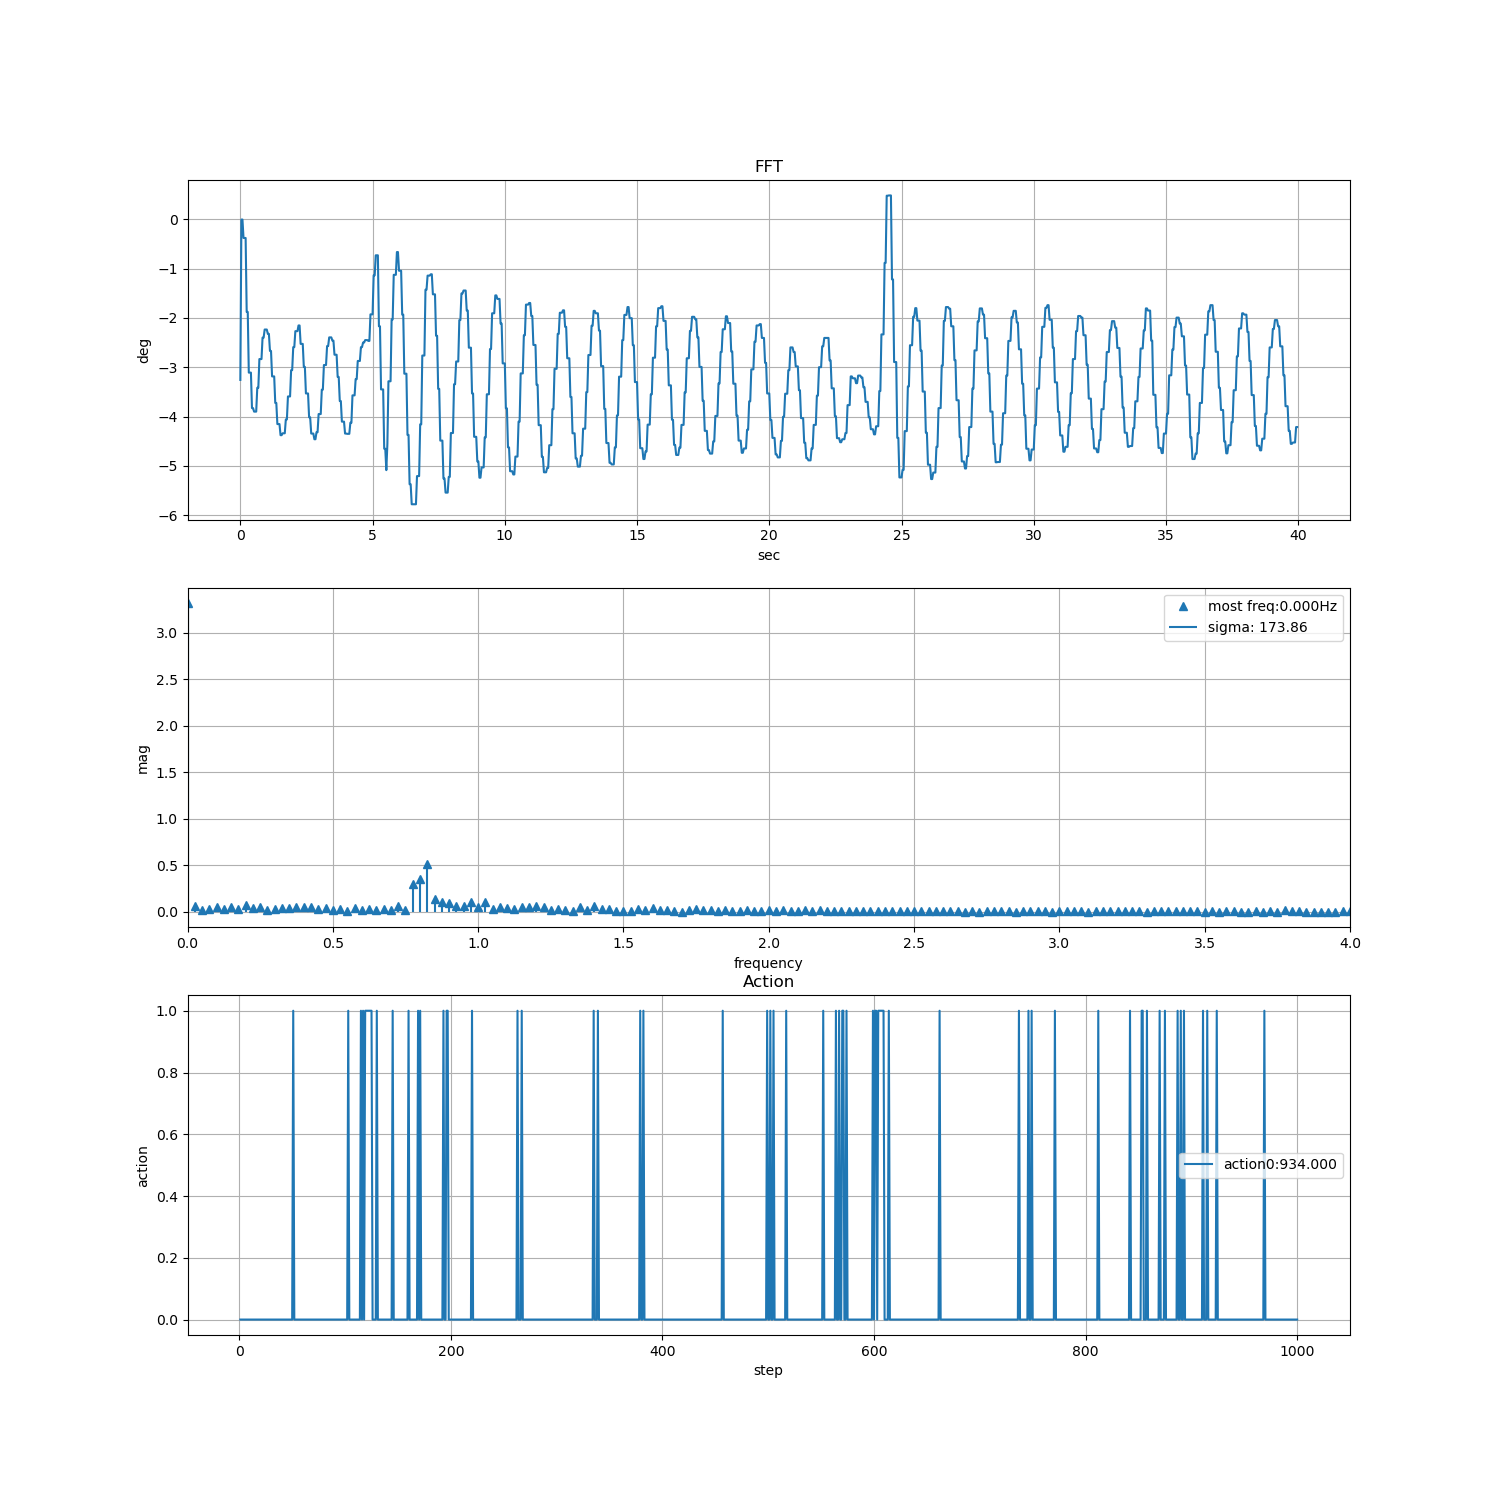 FFT
0
−1
−2
−3
−4
−5
−6
deg
0 5 10 15 20 25 30 35 40
sec
most freq:0.000Hz
sigma: 173.86
3.0
2.5
2.0
1.5
1.0
0.5
0.0
mag
0.0 0.5 1.0 1.5 2.0 2.5 3.0 3.5 4.0
frequency
Action
1.0
0.8
0.6
0.4
0.2
0.0
action
action0:934.000
0 200 400 600 800 1000
step